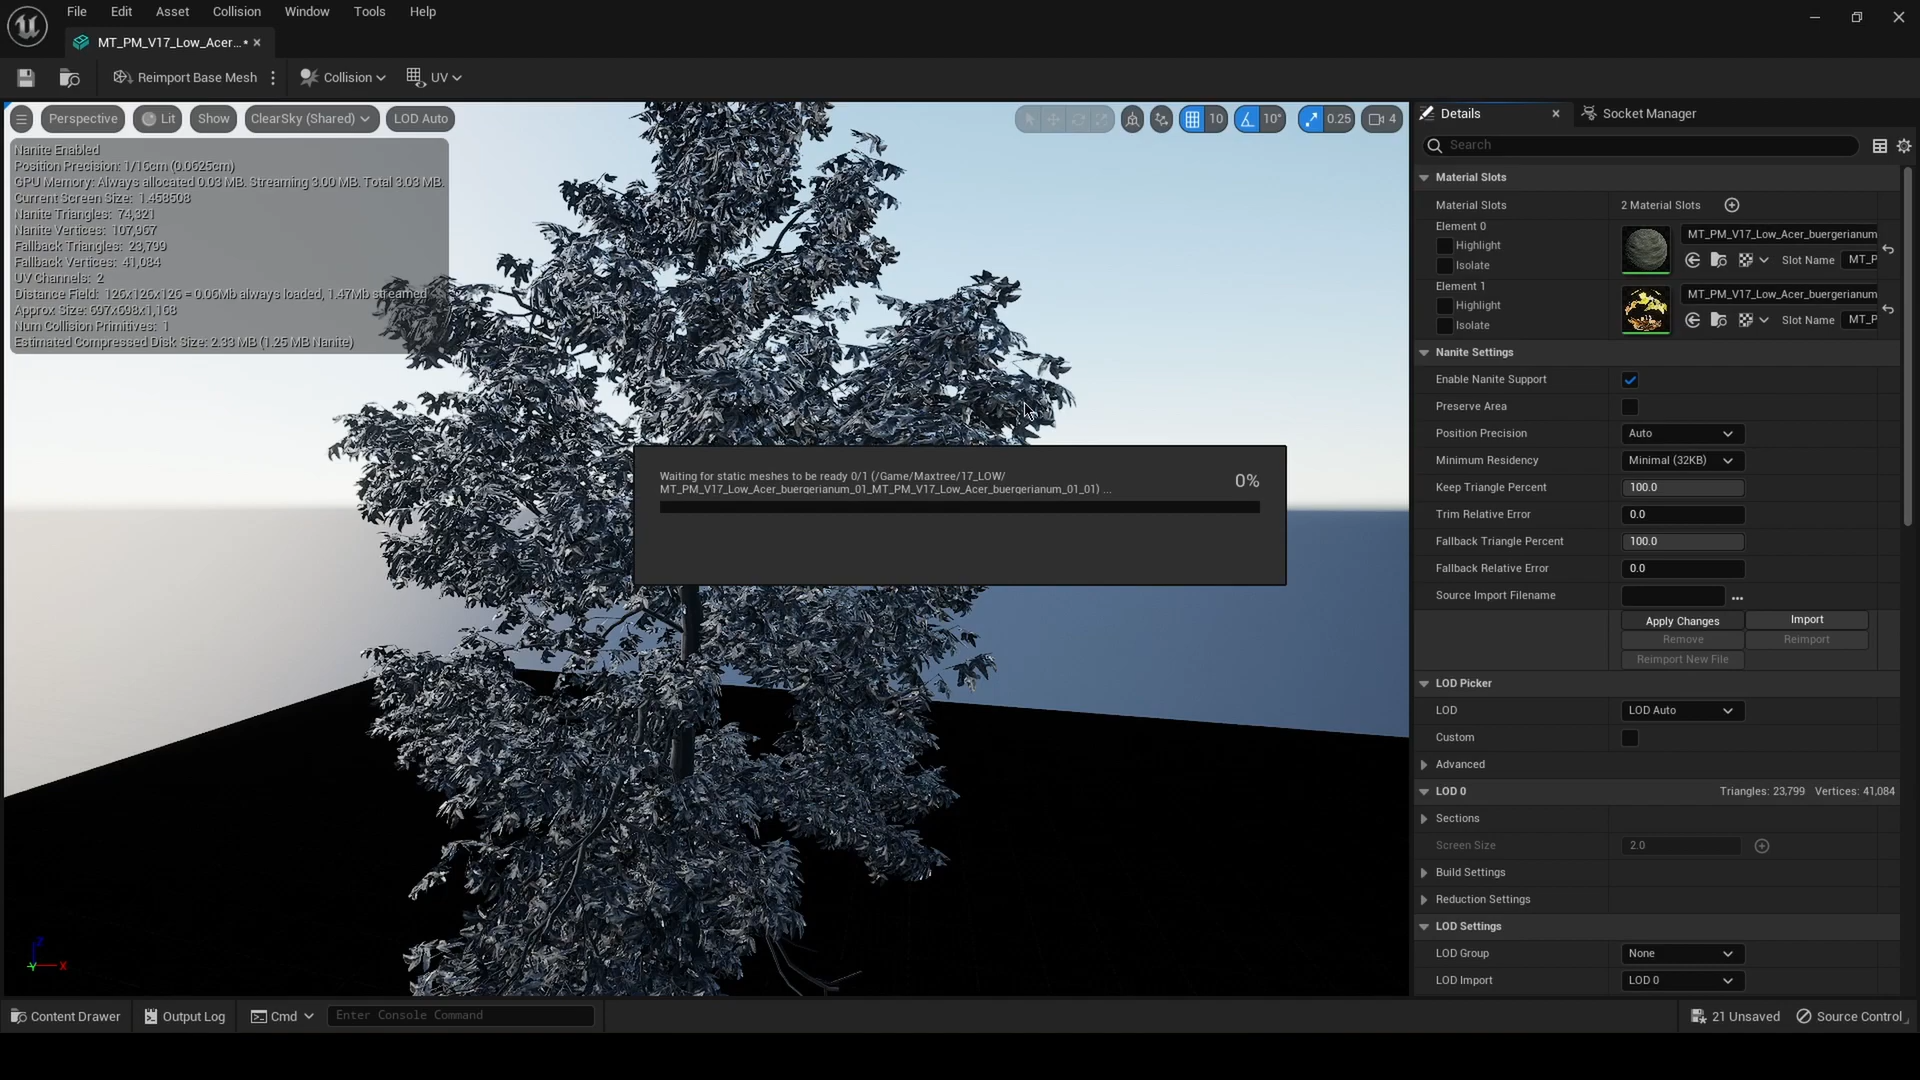 File Edit Asset Collision Window Tools Help
MT_PM_V17_Low_Acer...•
Reimport Base Mesh Collision UV
Perspective Lit Show ClearSky (Shared) LOD Auto 10 10° 0.25 4
Nanite Enabled
Position Precision: 1/16cm (0.0625cm)
GPU Memory: Always allocated 0.03 MB. Streaming 3.00 MB. Total 3.03 MB.
Current Screen Size: 1.458508
Nanite Triangles: 74,321
Nanite Vertices: 107,967
Fallback Triangles: 23,799
Fallback Vertices: 41,084
UV Channels: 2
Distance Field: 126x126x126 = 0.06Mb always loaded, 1.47Mb streamed
Approx Size: 697x698x1,168
Num Collision Primitives: 1
Estimated Compressed Disk Size: 2.33 MB (1.25 MB Nanite)
Waiting for static meshes to be ready 0/1 (/Game/Maxtree/17_LOW/
MT_PM_V17_Low_Acer_buergerianum_01_MT_PM_V17_Low_Acer_buergerianum_01_01) ...
0%
X
Y
Z
Details Socket Manager
Search
Material Slots
Material Slots 2 Material Slots
Element 0
Highlight
Isolate
MT_PM_V17_Low_Acer_buergerianum
Slot Name MT_P
Element 1
Highlight
Isolate
MT_PM_V17_Low_Acer_buergerianum
Slot Name MT_P
Nanite Settings
Enable Nanite Support
Preserve Area
Position Precision Auto
Minimum Residency Minimal (32KB)
Keep Triangle Percent 100.0
Trim Relative Error 0.0
Fallback Triangle Percent 100.0
Fallback Relative Error 0.0
Source Import Filename ...
Apply Changes Import
Remove Reimport
Reimport New File
LOD Picker
LOD LOD Auto
Custom
Advanced
LOD 0 Triangles: 23,799 Vertices: 41,084
Sections
Screen Size 2.0
Build Settings
Reduction Settings
LOD Settings
LOD Group None
LOD Import LOD 0
Content Drawer Output Log Cmd Enter Console Command 21 Unsaved Source Control